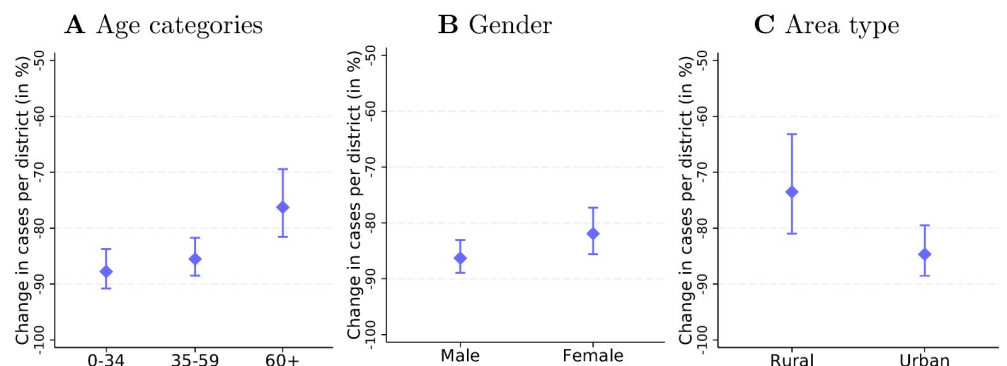 A Age categories
Change in cases per district (in %)
-50
-60
-70
-80
-90
-100
0-34 35-59 60+
B Gender
Change in cases per district (in %)
-50
-60
-70
-80
-90
-100
Male Female
C Area type
Change in cases per district (in %)
-50
-60
-70
-80
-90
-100
Rural Urban